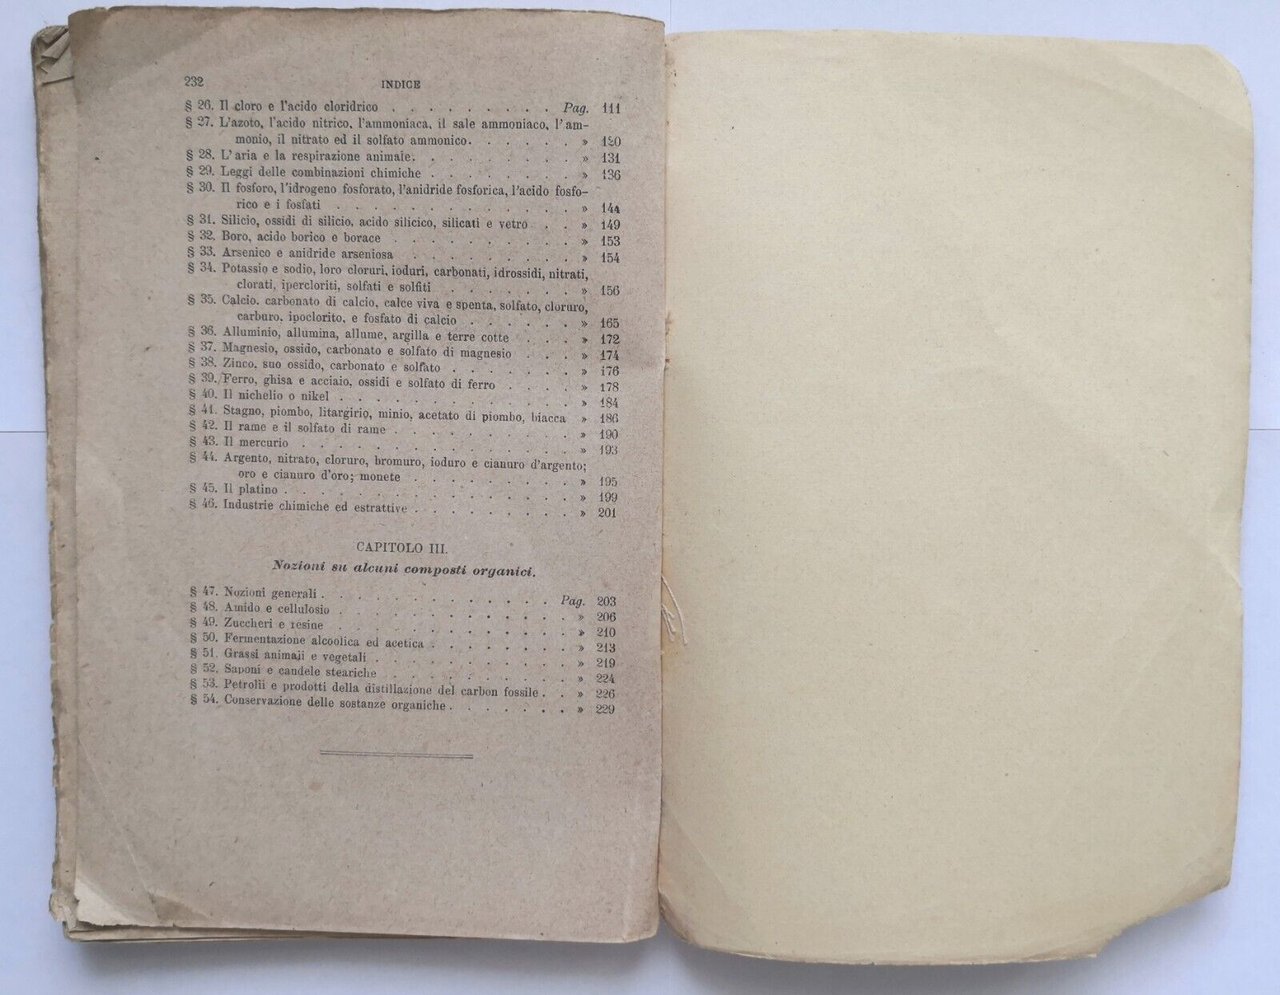 232 INDICE
§ 26. Il cloro e l'acido cloridrico . . . . . . . . . Pag. 111
§ 27. L'azoto, l'acido nitrico, l'ammoniaca, il sale ammoniaco, l'am-
monio, il nitrato ed il solfato ammonico. . . . . . » 120
§ 28. L'aria e la respirazione animale. . . . . . . . » 131
§ 29. Leggi delle combinazioni chimiche . . . . . . . » 136
§ 30. Il fosforo, l'idrogeno fosforato, l'anidride fosforica, l'acido fosfo-
rico e i fosfati . . . . . . . . . . . . . » 144
§ 31. Silicio, ossidi di silicio, acido silicico, silicati e vetro . . » 149
§ 32. Boro, acido borico e borace . . . . . . . . . » 153
§ 33. Arsenico e anidride arseniosa . . . . . . . . » 154
§ 34. Potassio e sodio, loro cloruri, ioduri, carbonati, idrossidi, nitrati,
clorati, ipercloriti, solfati e solfiti . . . . . . . » 156
§ 35. Calcio, carbonato di calcio, calce viva e spenta, solfato, cloruro,
carburo, ipoclorito, e fosfato di calcio . . . . . . » 165
§ 36. Alluminio, allumina, allume, argilla e terre cotte . . . » 172
§ 37. Magnesio, ossido, carbonato e solfato di magnesio . . . » 174
§ 38. Zinco, suo ossido, carbonato e solfato . . . . . . » 176
§ 39. Ferro, ghisa e acciaio, ossidi e solfato di ferro . . . . » 178
§ 40. Il nichelio o nikel . . . . . . . . . . . » 184
§ 41. Stagno, piombo, litargirio, minio, acetato di piombo, biacca » 186
§ 42. Il rame e il solfato di rame . . . . . . . . . » 190
§ 43. Il mercurio . . . . . . . . . . . . . » 193
§ 44. Argento, nitrato, cloruro, bromuro, ioduro e cianuro d'argento;
oro e cianuro d'oro; monete . . . . . . . . » 195
§ 45. Il platino . . . . . . . . . . . . . » 199
§ 46. Industrie chimiche ed estrattive . . . . . . . . » 201
CAPITOLO III.
Nozioni su alcuni composti organici.
§ 47. Nozioni generali . . . . . . . . . . . . Pag. 203
§ 48. Amido e cellulosio . . . . . . . . . . . » 206
§ 49. Zuccheri e resine . . . . . . . . . . . » 210
§ 50. Fermentazione alcoolica ed acetica . . . . . . . » 213
§ 51. Grassi animali e vegetali . . . . . . . . . » 219
§ 52. Saponi e candele steariche . . . . . . . . . » 224
§ 53. Petrolii e prodotti della distillazione del carbon fossile . . » 226
§ 54. Conservazione delle sostanze organiche . . . . . . » 229